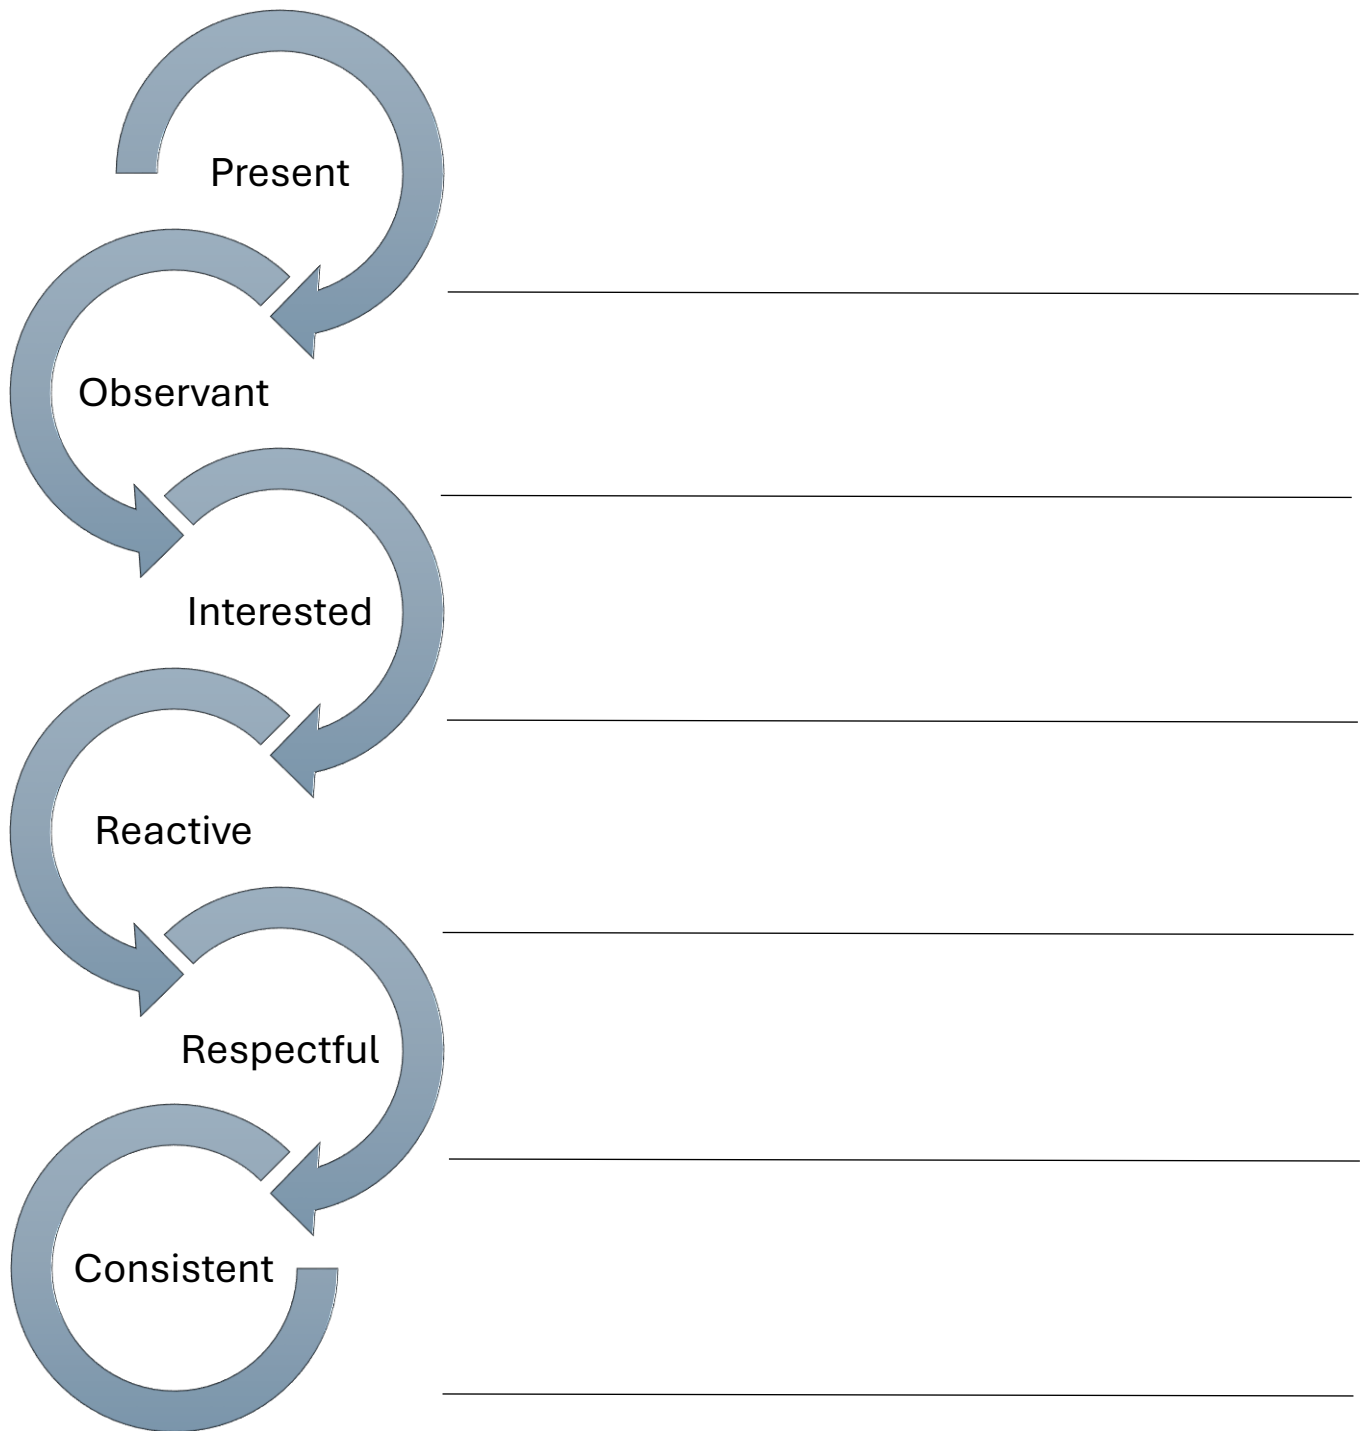 Present
Observant
Interested
Reactive
Respectful
Consistent